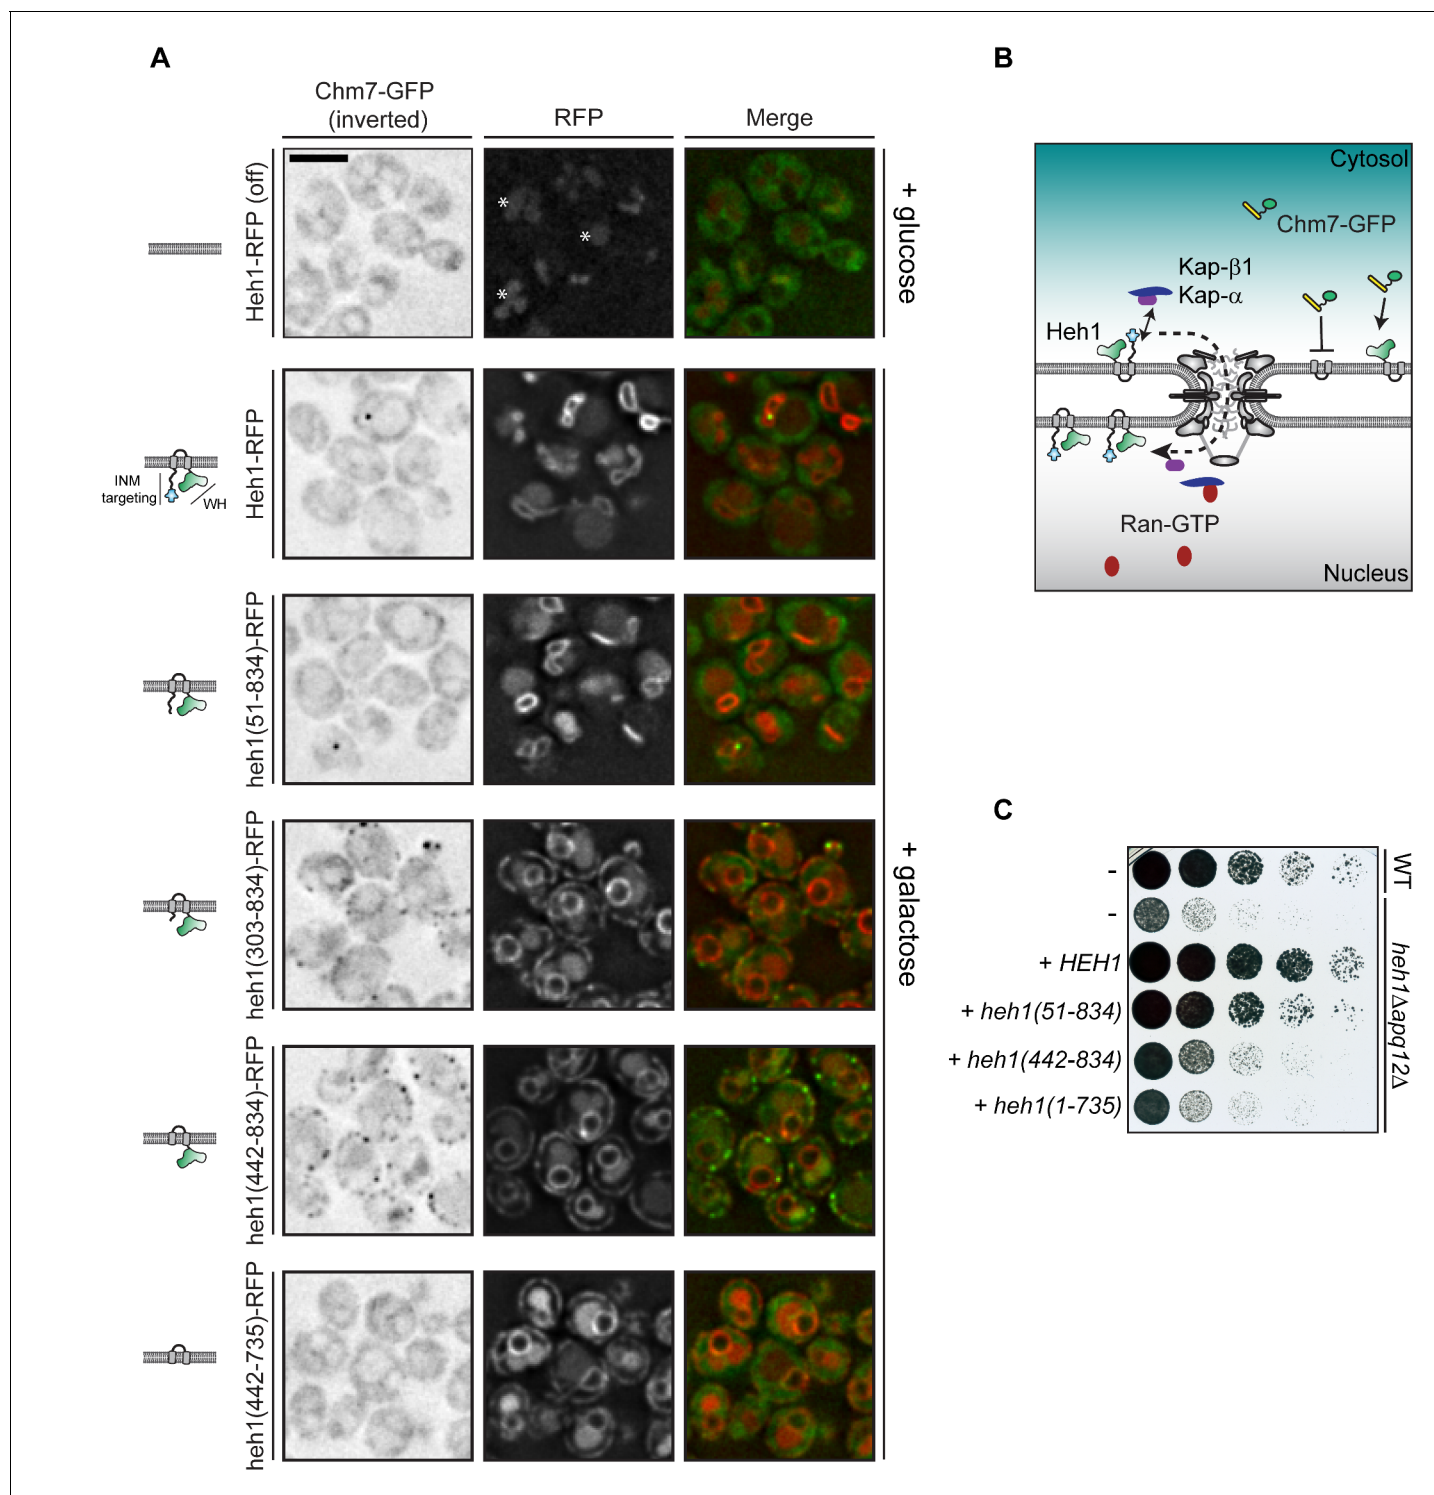 A
Chm7-GFP
(inverted)
RFP
Merge
Heh1-RFP (off)
*
*
*
+ glucose
Heh1-RFP
INM
targeting
WH
heh1(51-834)-RFP
heh1(303-834)-RFP
heh1(442-834)-RFP
heh1(442-735)-RFP
+ galactose
B
Cytosol
Chm7-GFP
Kap-β1
Kap-α
Heh1
Ran-GTP
Nucleus
C
-
WT
-
+ HEH1
+ heh1(51-834)
+ heh1(442-834)
+ heh1(1-735)
heh1Δapq12Δ